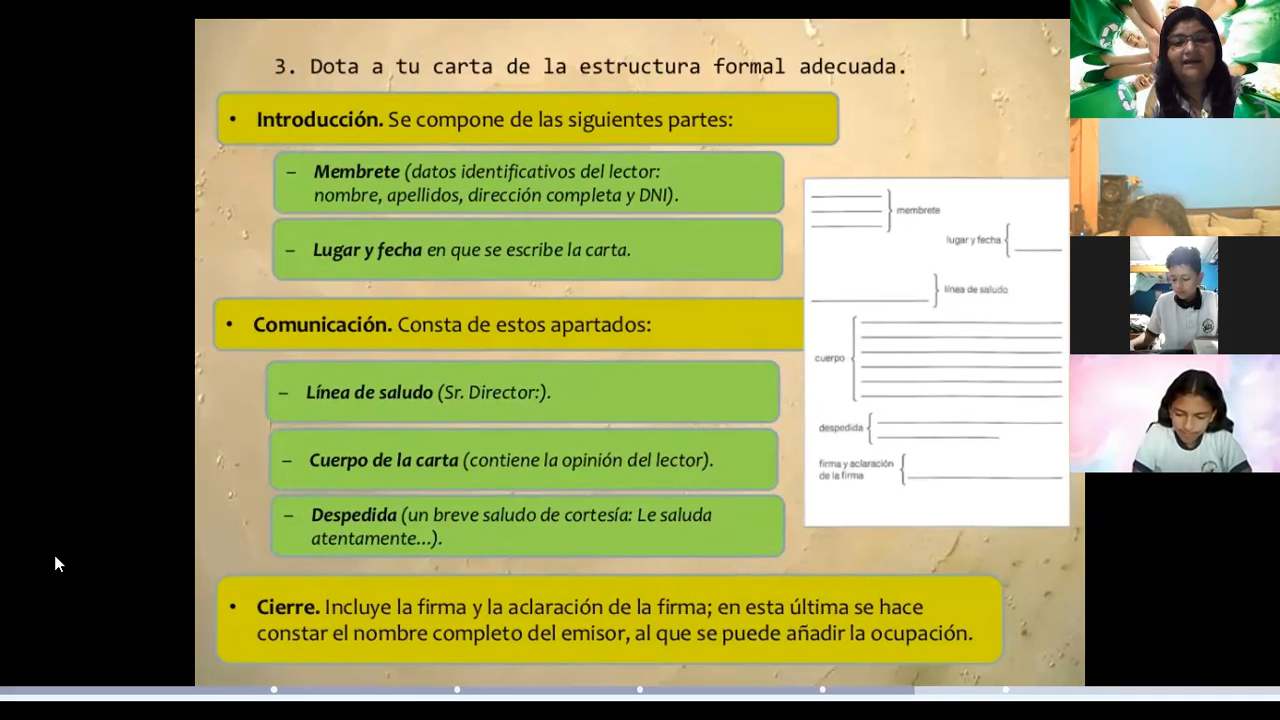 3. Dota a tu carta de la estructura formal adecuada.
• Introducción. Se compone de las siguientes partes:
– Membrete (datos identificativos del lector:
nombre, apellidos, dirección completa y DNI).
– Lugar y fecha en que se escribe la carta.
• Comunicación. Consta de estos apartados:
– Línea de saludo (Sr. Director:).
– Cuerpo de la carta (contiene la opinión del lector).
– Despedida (un breve saludo de cortesía: Le saluda
atentamente...).
• Cierre. Incluye la firma y la aclaración de la firma; en esta última se hace
constar el nombre completo del emisor, al que se puede añadir la ocupación.
membrete
lugar y fecha
línea de saludo
cuerpo
despedida
firma y aclaración
de la firma